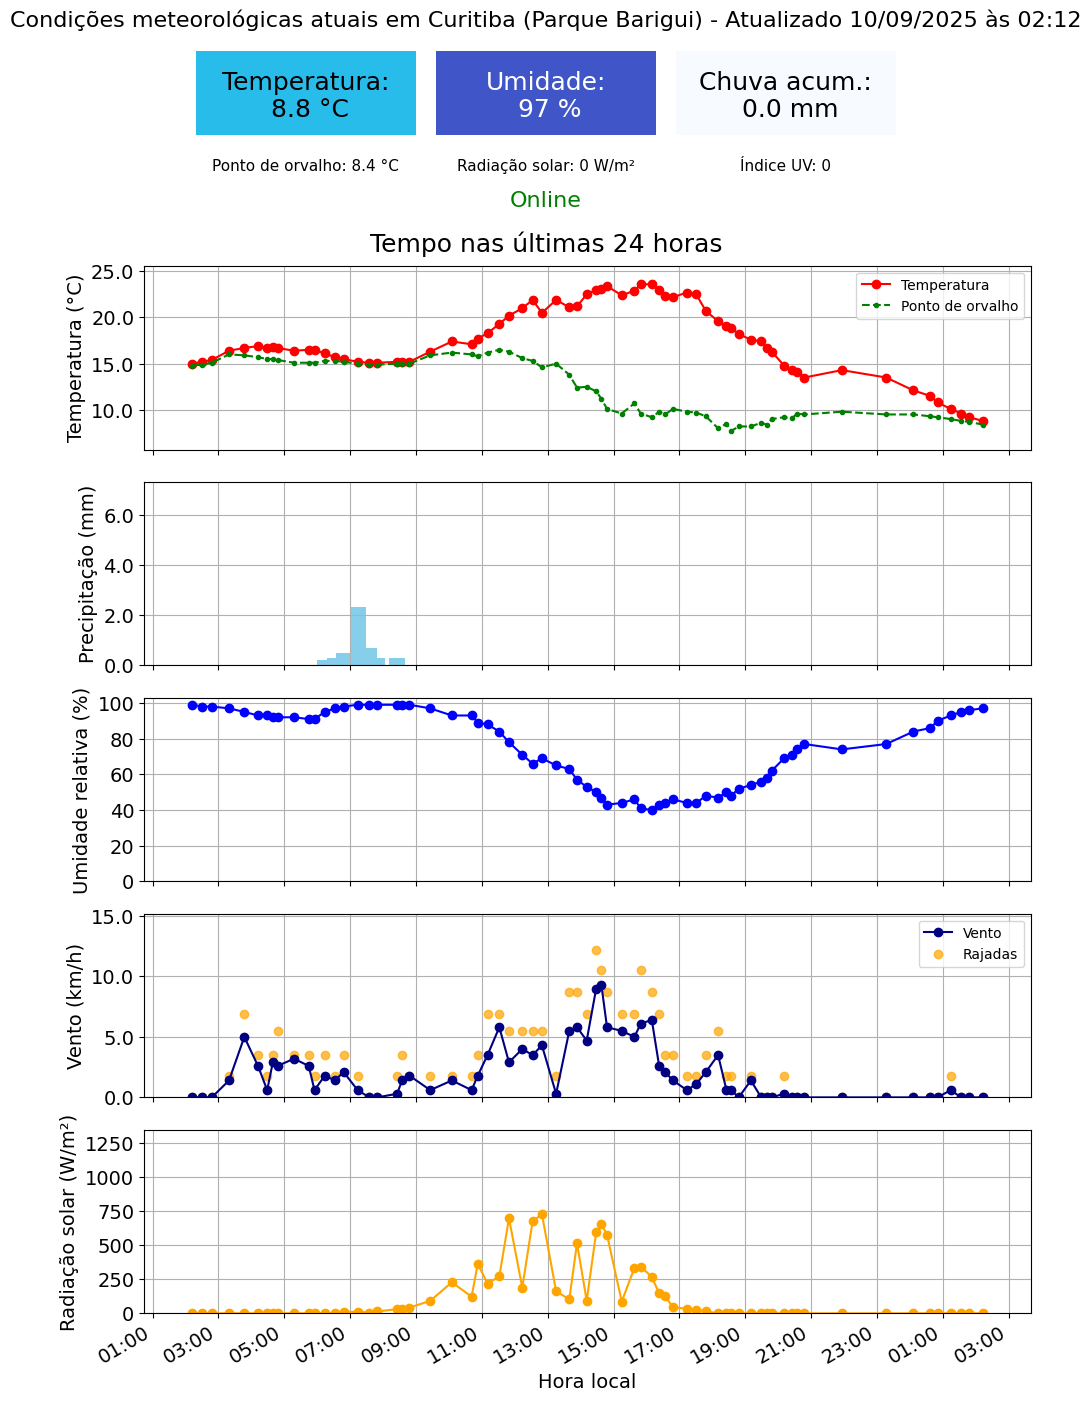 Condições meteorológicas atuais em Curitiba (Parque Barigui) - Atualizado 10/09/2025 às 02:12
Temperatura:
8.8 °C
Umidade:
97 %
Chuva acum.:
0.0 mm
Ponto de orvalho: 8.4 °C
Radiação solar: 0 W/m²
Índice UV: 0
Online
Tempo nas últimas 24 horas
Temperatura (°C)
25.0
20.0
15.0
10.0
Temperatura
Ponto de orvalho
Precipitação (mm)
6.0
4.0
2.0
0.0
Umidade relativa (%)
100
80
60
40
20
0
Vento (km/h)
15.0
10.0
5.0
0.0
Vento
Rajadas
Radiação solar (W/m²)
1250
1000
750
500
250
0
01:00
03:00
05:00
07:00
09:00
11:00
13:00
15:00
17:00
19:00
21:00
23:00
01:00
03:00
Hora local